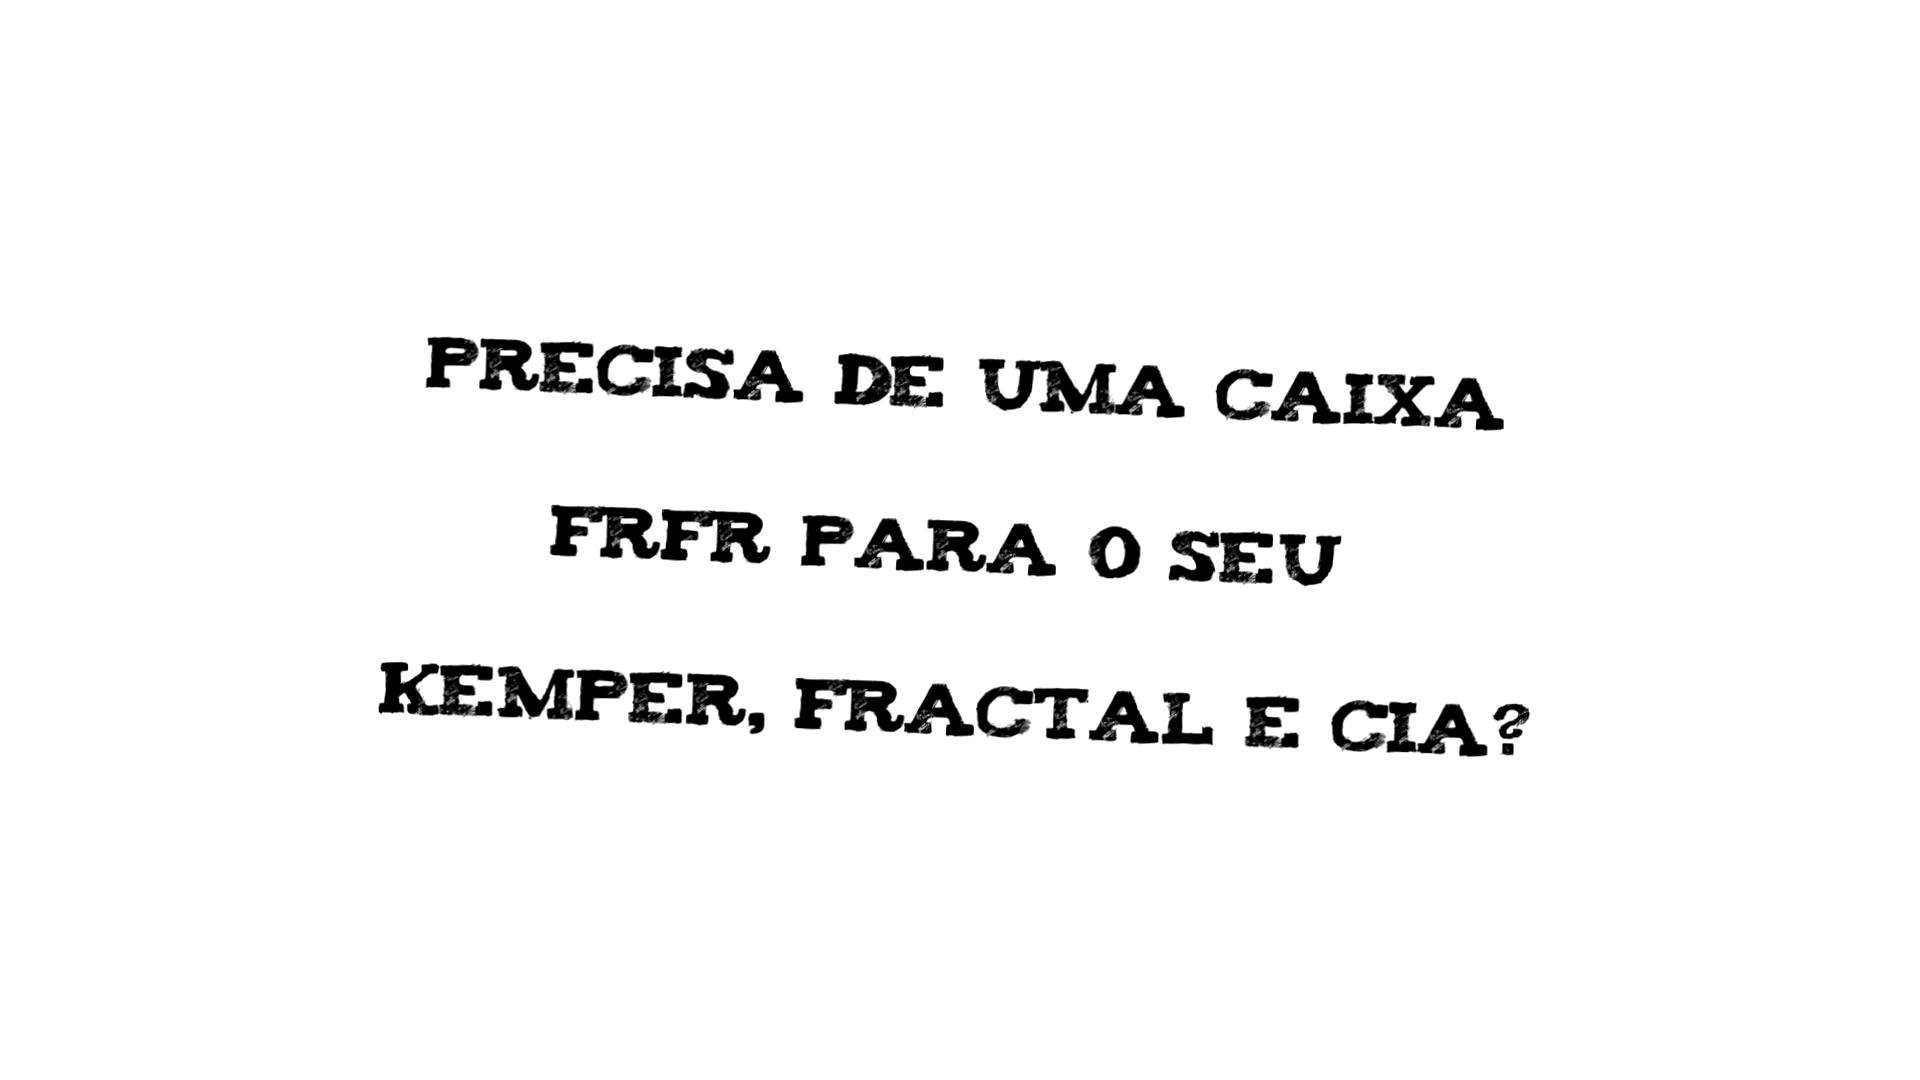 PRECISA DE UMA CAIXA
FRFR PARA O SEU
KEMPER, FRACTAL E CIA?